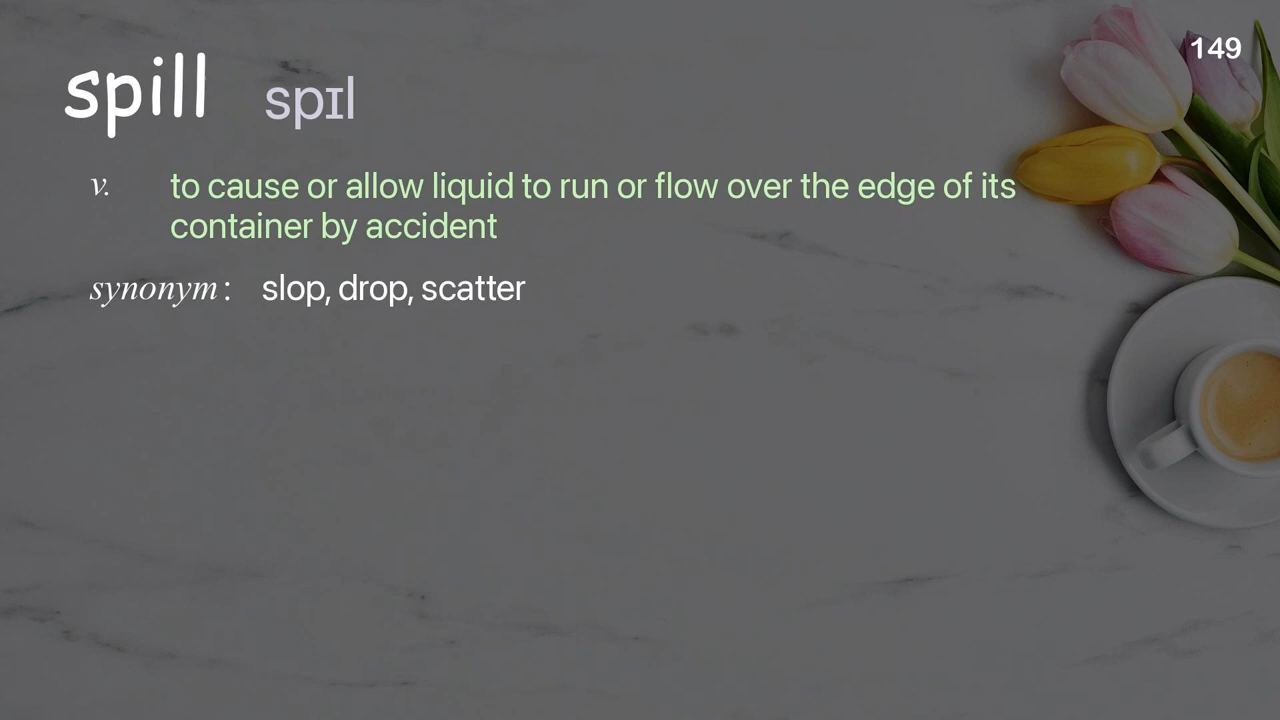 149
spill spɪl
v. to cause or allow liquid to run or flow over the edge of its
container by accident
synonym: slop, drop, scatter